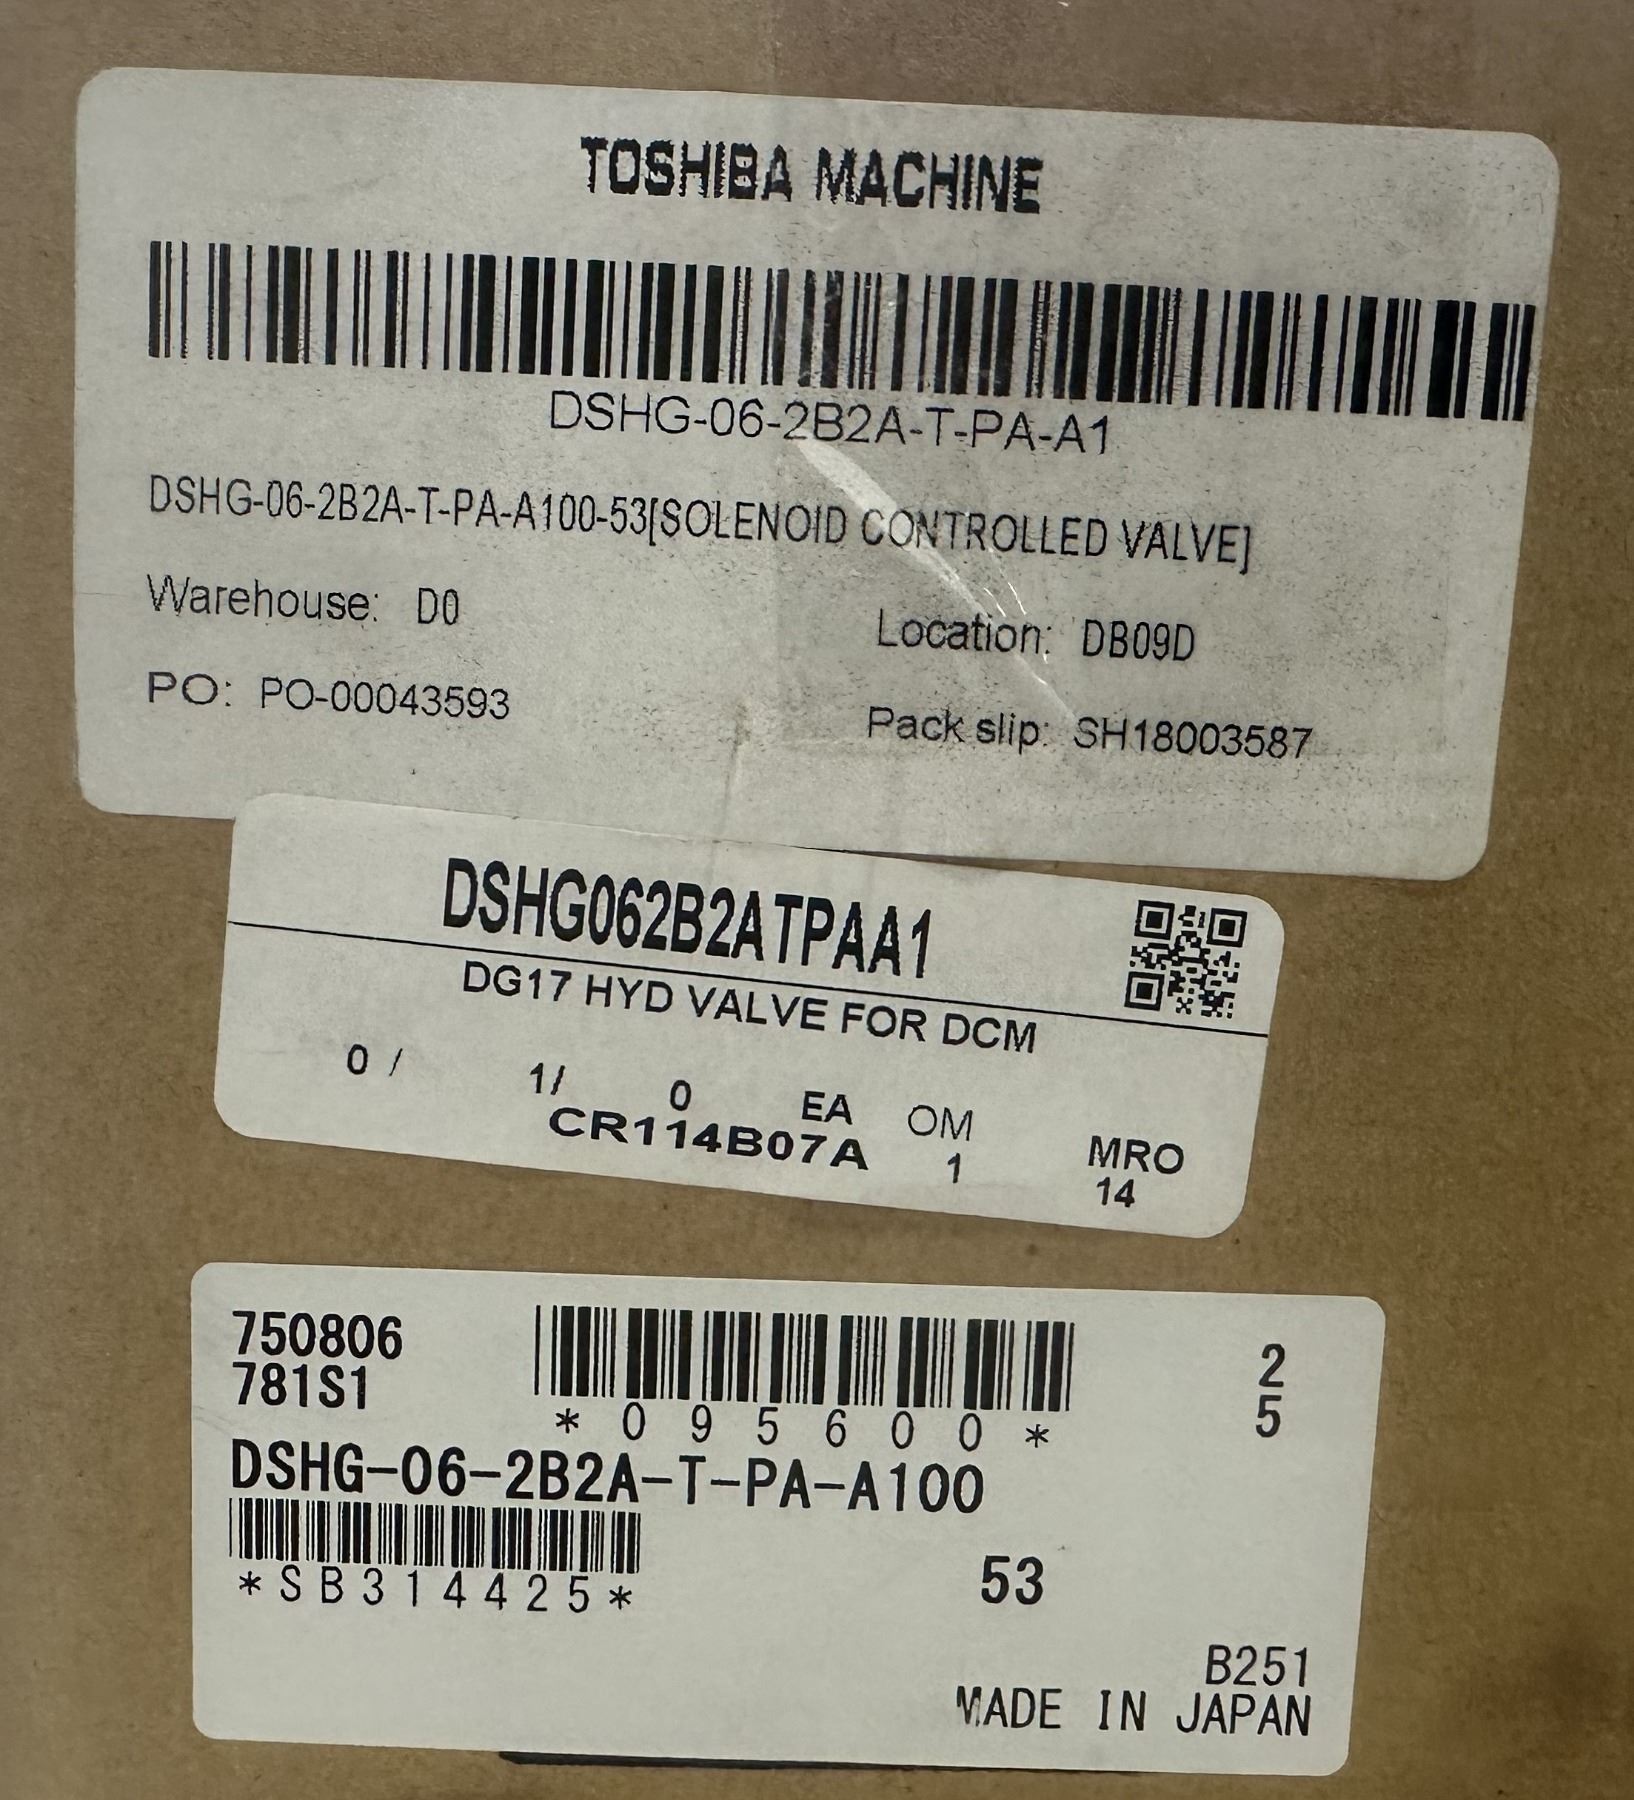 TOSHIBA MACHINE
DSHG-06-2B2A-T-PA-A1
DSHG-06-2B2A-T-PA-A100-53[SOLENOID CONTROLLED VALVE]
Warehouse: D0
Location: DB09D
PO: PO-00043593
Pack slip: SH18003587
DSHG062B2ATPAA1
DG17 HYD VALVE FOR DCM
0 / 1/ 0 EA OM MRO
CR114B07A 1 14
750806
781S1
*095600*
2
5
DSHG-06-2B2A-T-PA-A100
*SB314425*
53
B251
MADE IN JAPAN